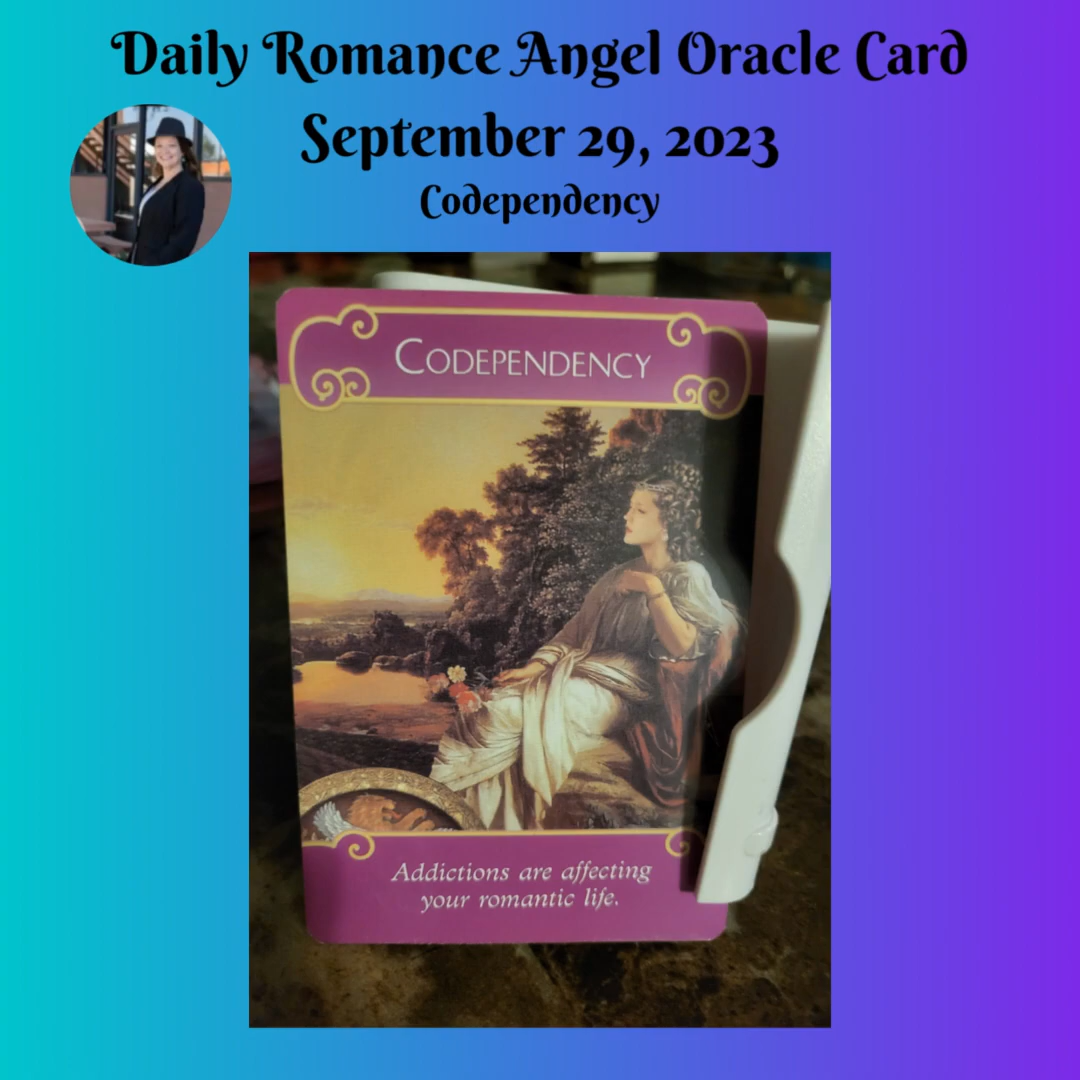 Daily Romance Angel Oracle Card
September 29, 2023
Codependency
CODEPENDENCY
Addictions are affecting
your romantic life.